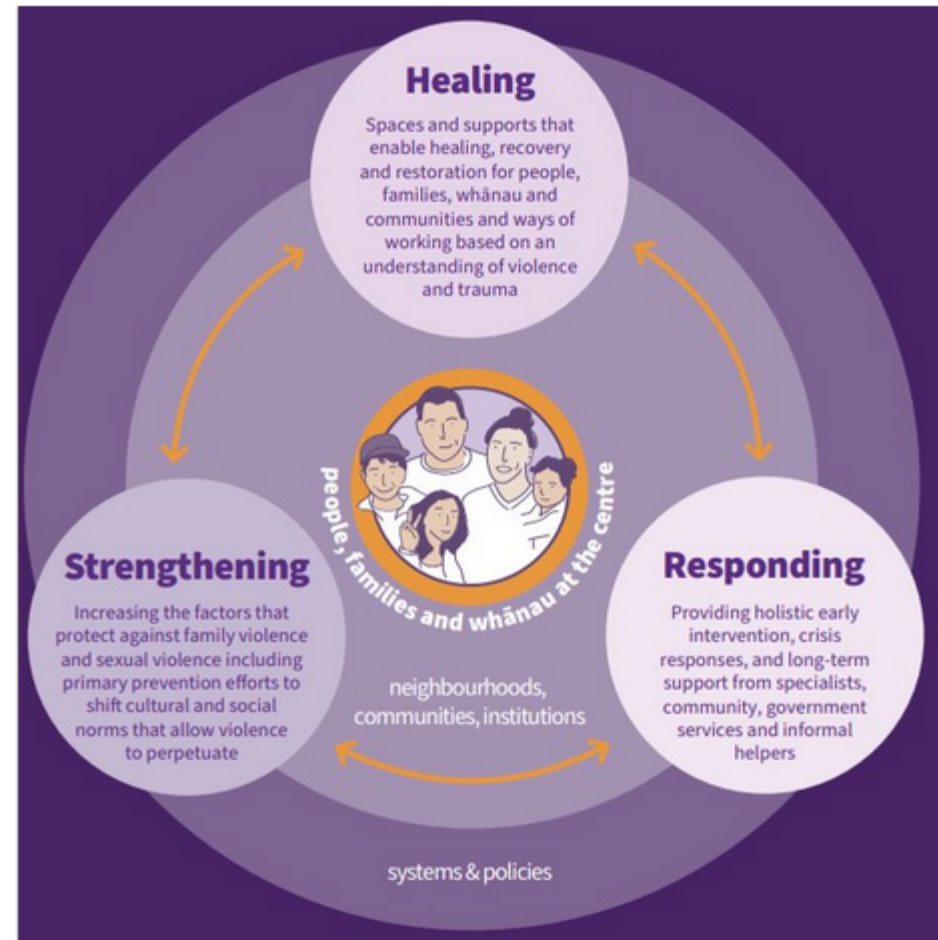 Healing
Spaces and supports that
enable healing, recovery
and restoration for people,
families, whānau and
communities and ways of
working based on an
understanding of violence
and trauma
people, families and whānau at the centre
Strengthening
Increasing the factors that
protect against family violence
and sexual violence including
primary prevention efforts to
shift cultural and social
norms that allow violence
to perpetuate
Responding
Providing holistic early
intervention, crisis
responses, and long-term
support from specialists,
community, government
services and informal
helpers
neighbourhoods,
communities, institutions
systems & policies